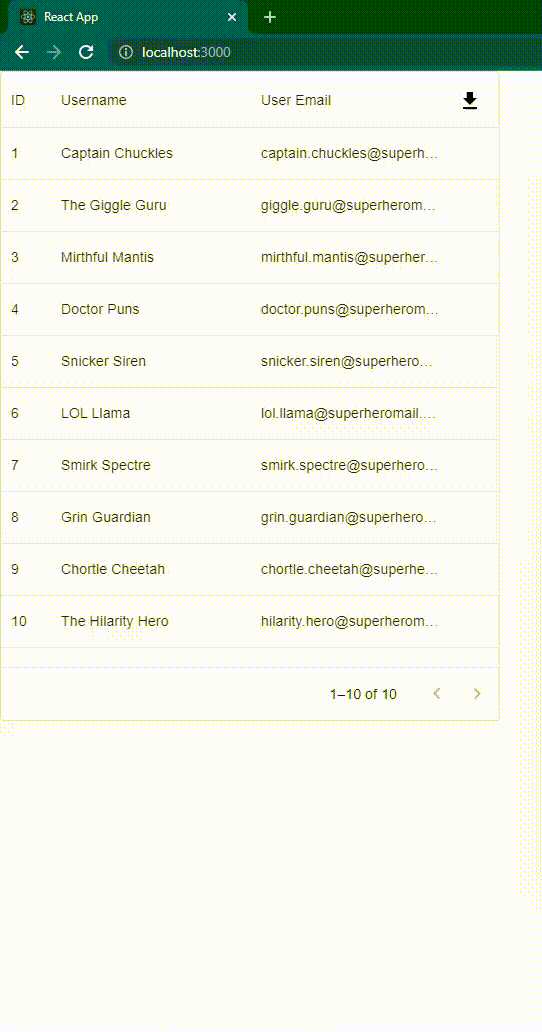 React App
localhost:3000
ID Username User Email
1 Captain Chuckles captain.chuckles@superh...
2 The Giggle Guru giggle.guru@superherom...
3 Mirthful Mantis mirthful.mantis@superher...
4 Doctor Puns doctor.puns@superherom...
5 Snicker Siren snicker.siren@superhero...
6 LOL Llama lol.llama@superheromail....
7 Smirk Spectre smirk.spectre@superhero...
8 Grin Guardian grin.guardian@superhero...
9 Chortle Cheetah chortle.cheetah@superhe...
10 The Hilarity Hero hilarity.hero@superherom...
1–10 of 10